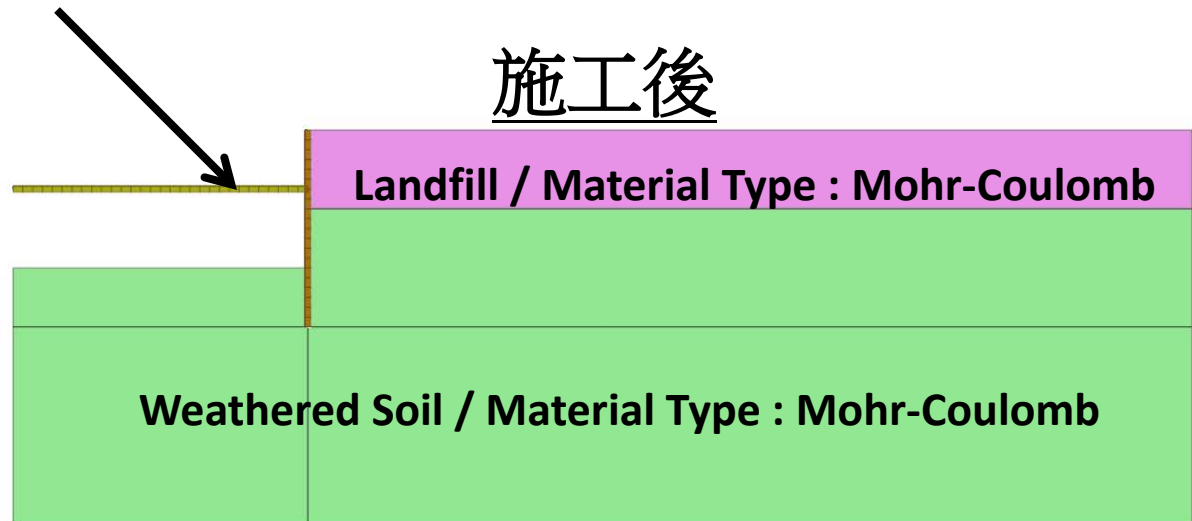 施工後
Landfill / Material Type : Mohr-Coulomb
Weathered Soil / Material Type : Mohr-Coulomb